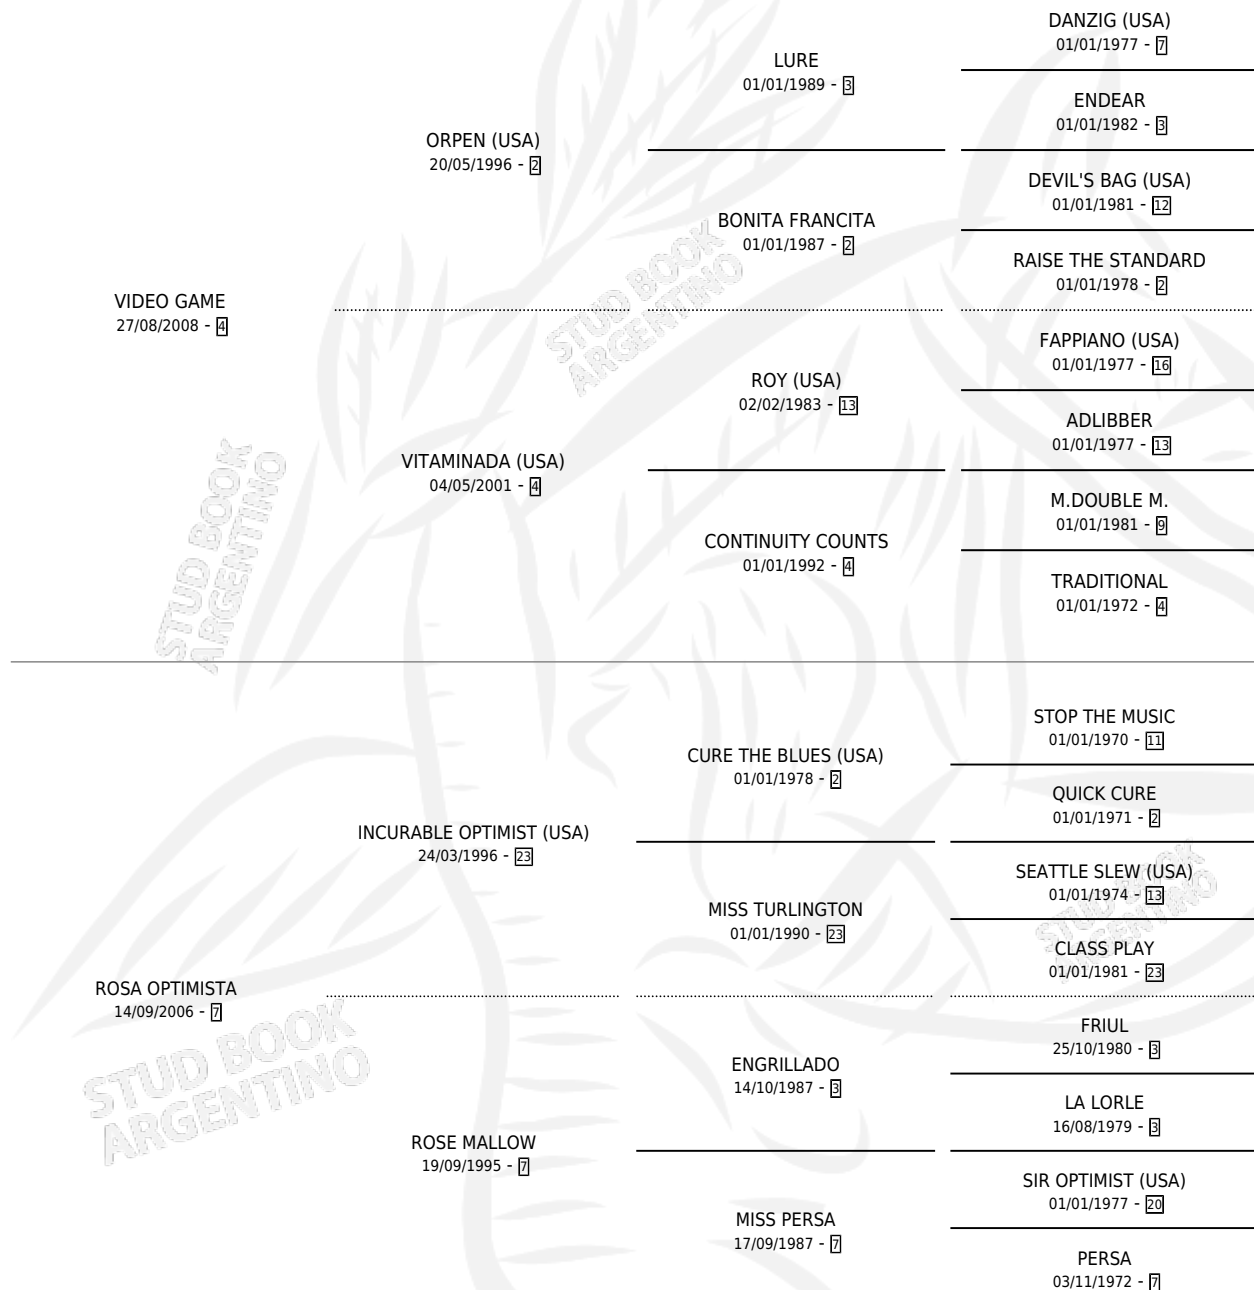 DANZIG (USA)
01/01/1977 - 7
LURE
01/01/1989 - 3
ENDEAR
01/01/1982 - 3
ORPEN (USA)
20/05/1996 - 2
DEVIL'S BAG (USA)
01/01/1981 - 12
BONITA FRANCITA
01/01/1987 - 2
RAISE THE STANDARD
01/01/1978 - 2
VIDEO GAME
27/08/2008 - 4
FAPPIANO (USA)
01/01/1977 - 16
ROY (USA)
02/02/1983 - 13
ADLIBBER
01/01/1977 - 13
VITAMINADA (USA)
04/05/2001 - 4
M.DOUBLE M.
01/01/1981 - 9
CONTINUITY COUNTS
01/01/1992 - 4
TRADITIONAL
01/01/1972 - 4
STOP THE MUSIC
01/01/1970 - 11
CURE THE BLUES (USA)
01/01/1978 - 2
QUICK CURE
01/01/1971 - 2
INCURABLE OPTIMIST (USA)
24/03/1996 - 23
SEATTLE SLEW (USA)
01/01/1974 - 13
MISS TURLINGTON
01/01/1990 - 23
CLASS PLAY
01/01/1981 - 23
ROSA OPTIMISTA
14/09/2006 - 7
FRIUL
25/10/1980 - 3
ENGRILLADO
14/10/1987 - 3
LA LORLE
16/08/1979 - 3
ROSE MALLOW
19/09/1995 - 7
SIR OPTIMIST (USA)
01/01/1977 - 20
MISS PERSA
17/09/1987 - 7
PERSA
03/11/1972 - 7
STUD BOOK
ARGENTINO
STUD BOOK
ARGENTINO
STUD BOOK
ARGENTINO
STUD BOOK
ARGENTINO